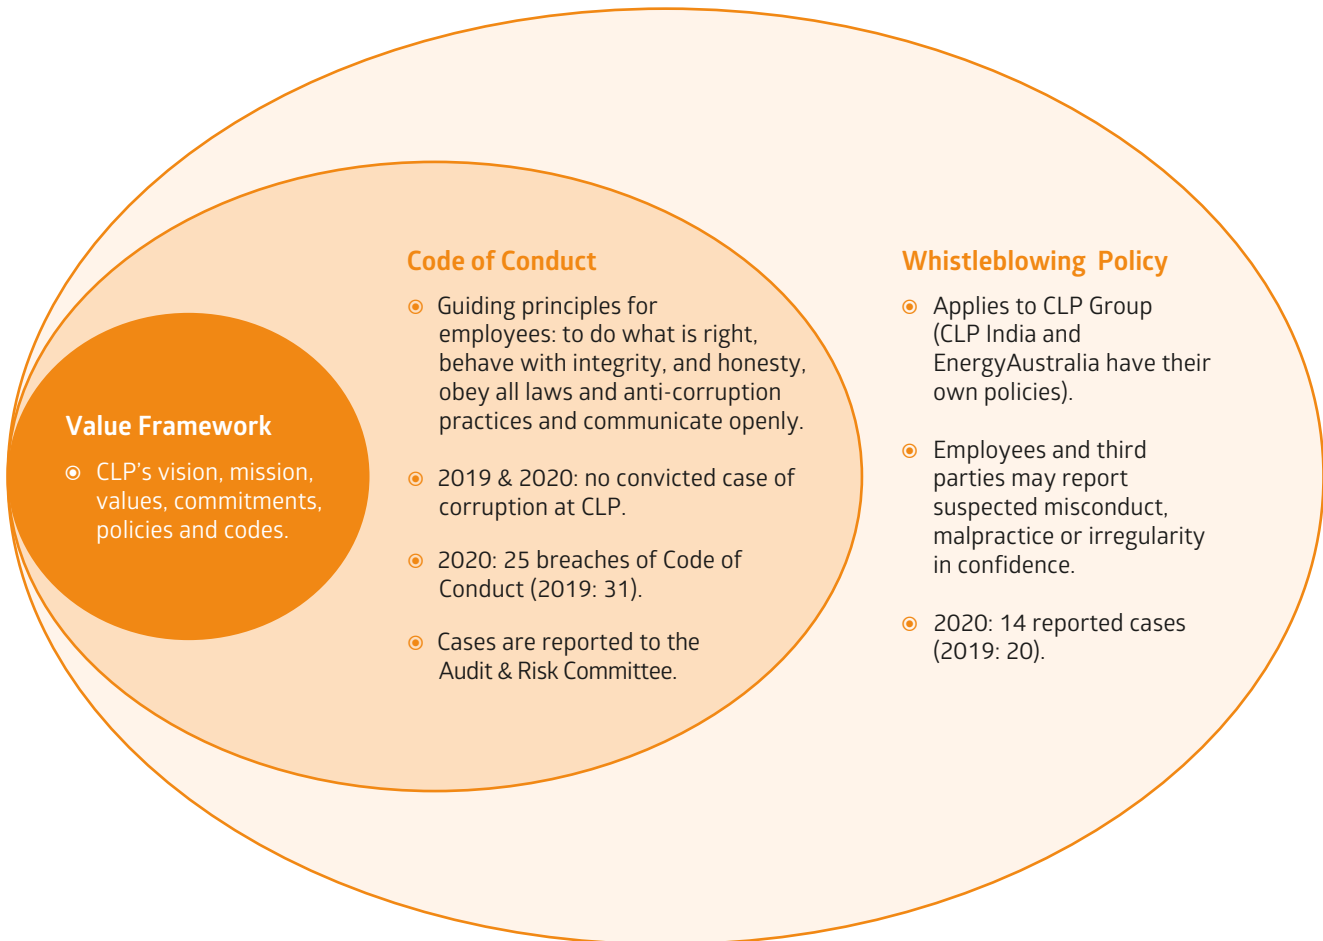 Value Framework
CLP's vision, mission,
values, commitments,
policies and codes.
Code of Conduct
Guiding principles for
employees: to do what is right,
behave with integrity, and honesty,
obey all laws and anti-corruption
practices and communicate openly.
2019 & 2020: no convicted case of
corruption at CLP.
2020: 25 breaches of Code of
Conduct (2019: 31).
Cases are reported to the
Audit & Risk Committee.
Whistleblowing Policy
Applies to CLP Group
(CLP India and
EnergyAustralia have their
own policies).
Employees and third
parties may report
suspected misconduct,
malpractice or irregularity
in confidence.
2020: 14 reported cases
(2019: 20).